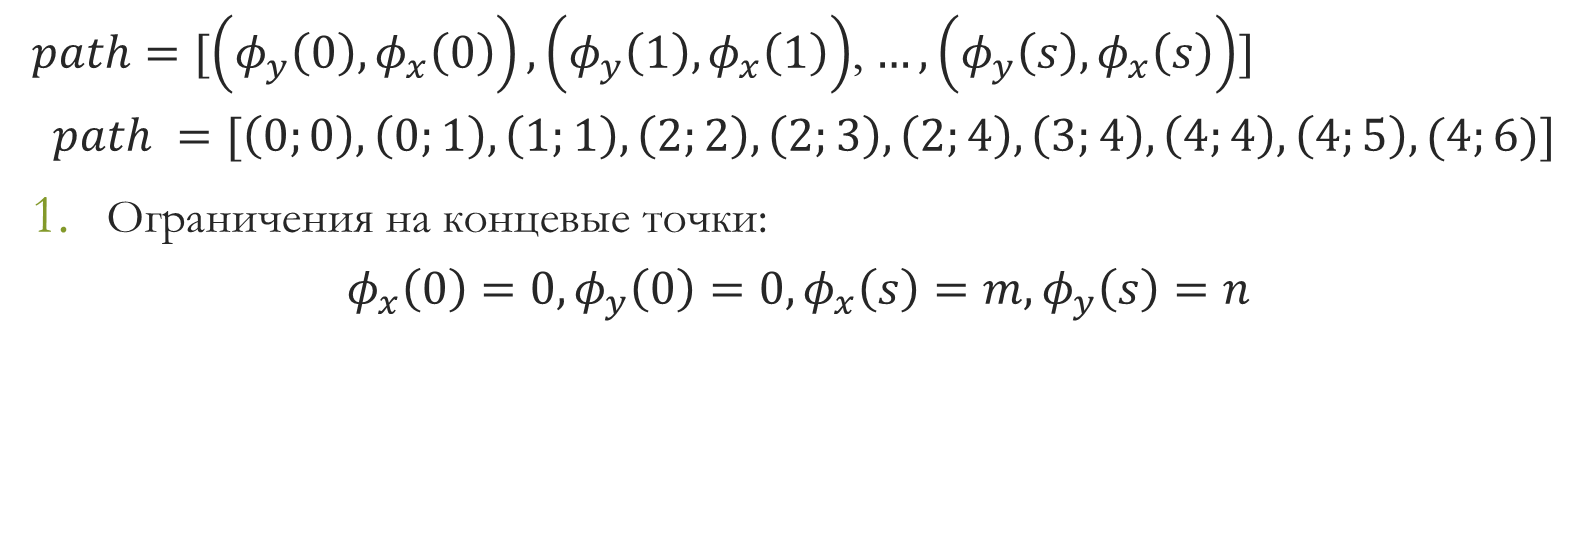 path = [(ϕ_y(0), ϕ_x(0)), (ϕ_y(1), ϕ_x(1)), … , (ϕ_y(s), ϕ_x(s))]
path = [(0; 0), (0; 1), (1; 1), (2; 2), (2; 3), (2; 4), (3; 4), (4; 4), (4; 5), (4; 6)]
1. Ограничения на концевые точки:
ϕ_x(0) = 0, ϕ_y(0) = 0, ϕ_x(s) = m, ϕ_y(s) = n